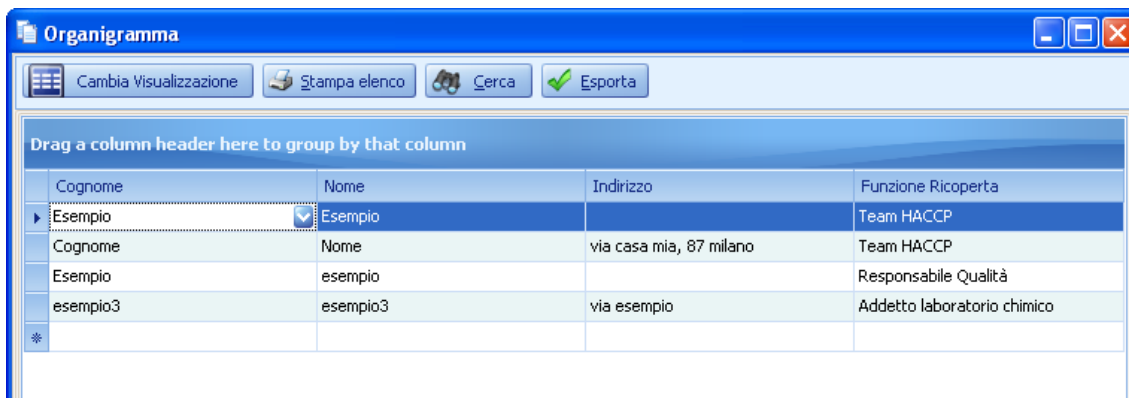 Organigramma
Cambia Visualizzazione Stampa elenco Cerca Esporta
Drag a column header here to group by that column
Cognome Nome Indirizzo Funzione Ricoperta
Esempio Esempio Team HACCP
Cognome Nome via casa mia, 87 milano Team HACCP
Esempio esempio Responsabile Qualità
esempio3 esempio3 via esempio Addetto laboratorio chimico